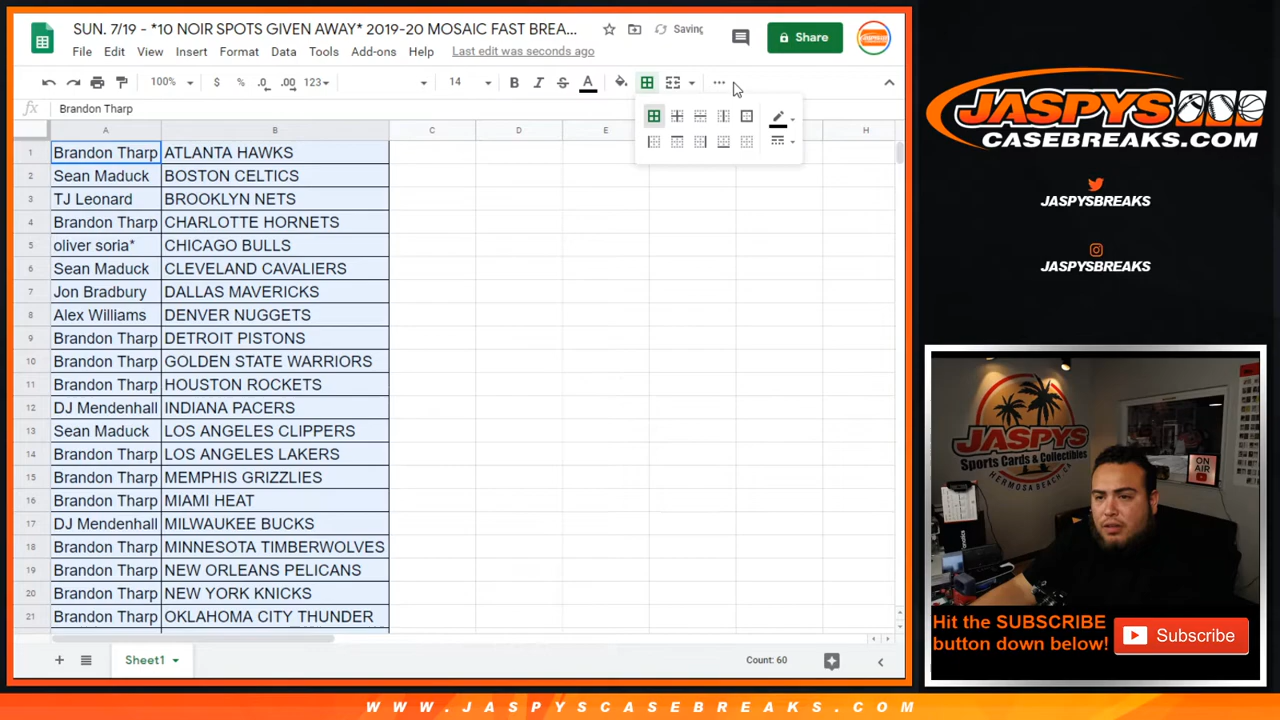 SUN. 7/19 - *10 NOIR SPOTS GIVEN AWAY* 2019-20 MOSAIC FAST BREA... Saving
File Edit View Insert Format Data Tools Add-ons Help Last edit was seconds ago
Share
100% $ % .0 .00 123 14 B I S A
fx Brandon Tharp
A B C D E H
1 Brandon Tharp ATLANTA HAWKS
2 Sean Maduck BOSTON CELTICS
3 TJ Leonard BROOKLYN NETS
4 Brandon Tharp CHARLOTTE HORNETS
5 oliver soria* CHICAGO BULLS
6 Sean Maduck CLEVELAND CAVALIERS
7 Jon Bradbury DALLAS MAVERICKS
8 Alex Williams DENVER NUGGETS
9 Brandon Tharp DETROIT PISTONS
10 Brandon Tharp GOLDEN STATE WARRIORS
11 Brandon Tharp HOUSTON ROCKETS
12 DJ Mendenhall INDIANA PACERS
13 Sean Maduck LOS ANGELES CLIPPERS
14 Brandon Tharp LOS ANGELES LAKERS
15 Brandon Tharp MEMPHIS GRIZZLIES
16 Brandon Tharp MIAMI HEAT
17 DJ Mendenhall MILWAUKEE BUCKS
18 Brandon Tharp MINNESOTA TIMBERWOLVES
19 Brandon Tharp NEW ORLEANS PELICANS
20 Brandon Tharp NEW YORK KNICKS
21 Brandon Tharp OKLAHOMA CITY THUNDER
Sheet1 Count: 60
JASPYS
CASEBREAKS.COM
JASPYSBREAKS
JASPYSBREAKS
JASPYS
Sports Cards & Collectibles
HERMOSA BEACH, CA
ON
AIR
Hit the SUBSCRIBE
button down below!
Subscribe
WWW.JASPYSCASEBREAKS.COM